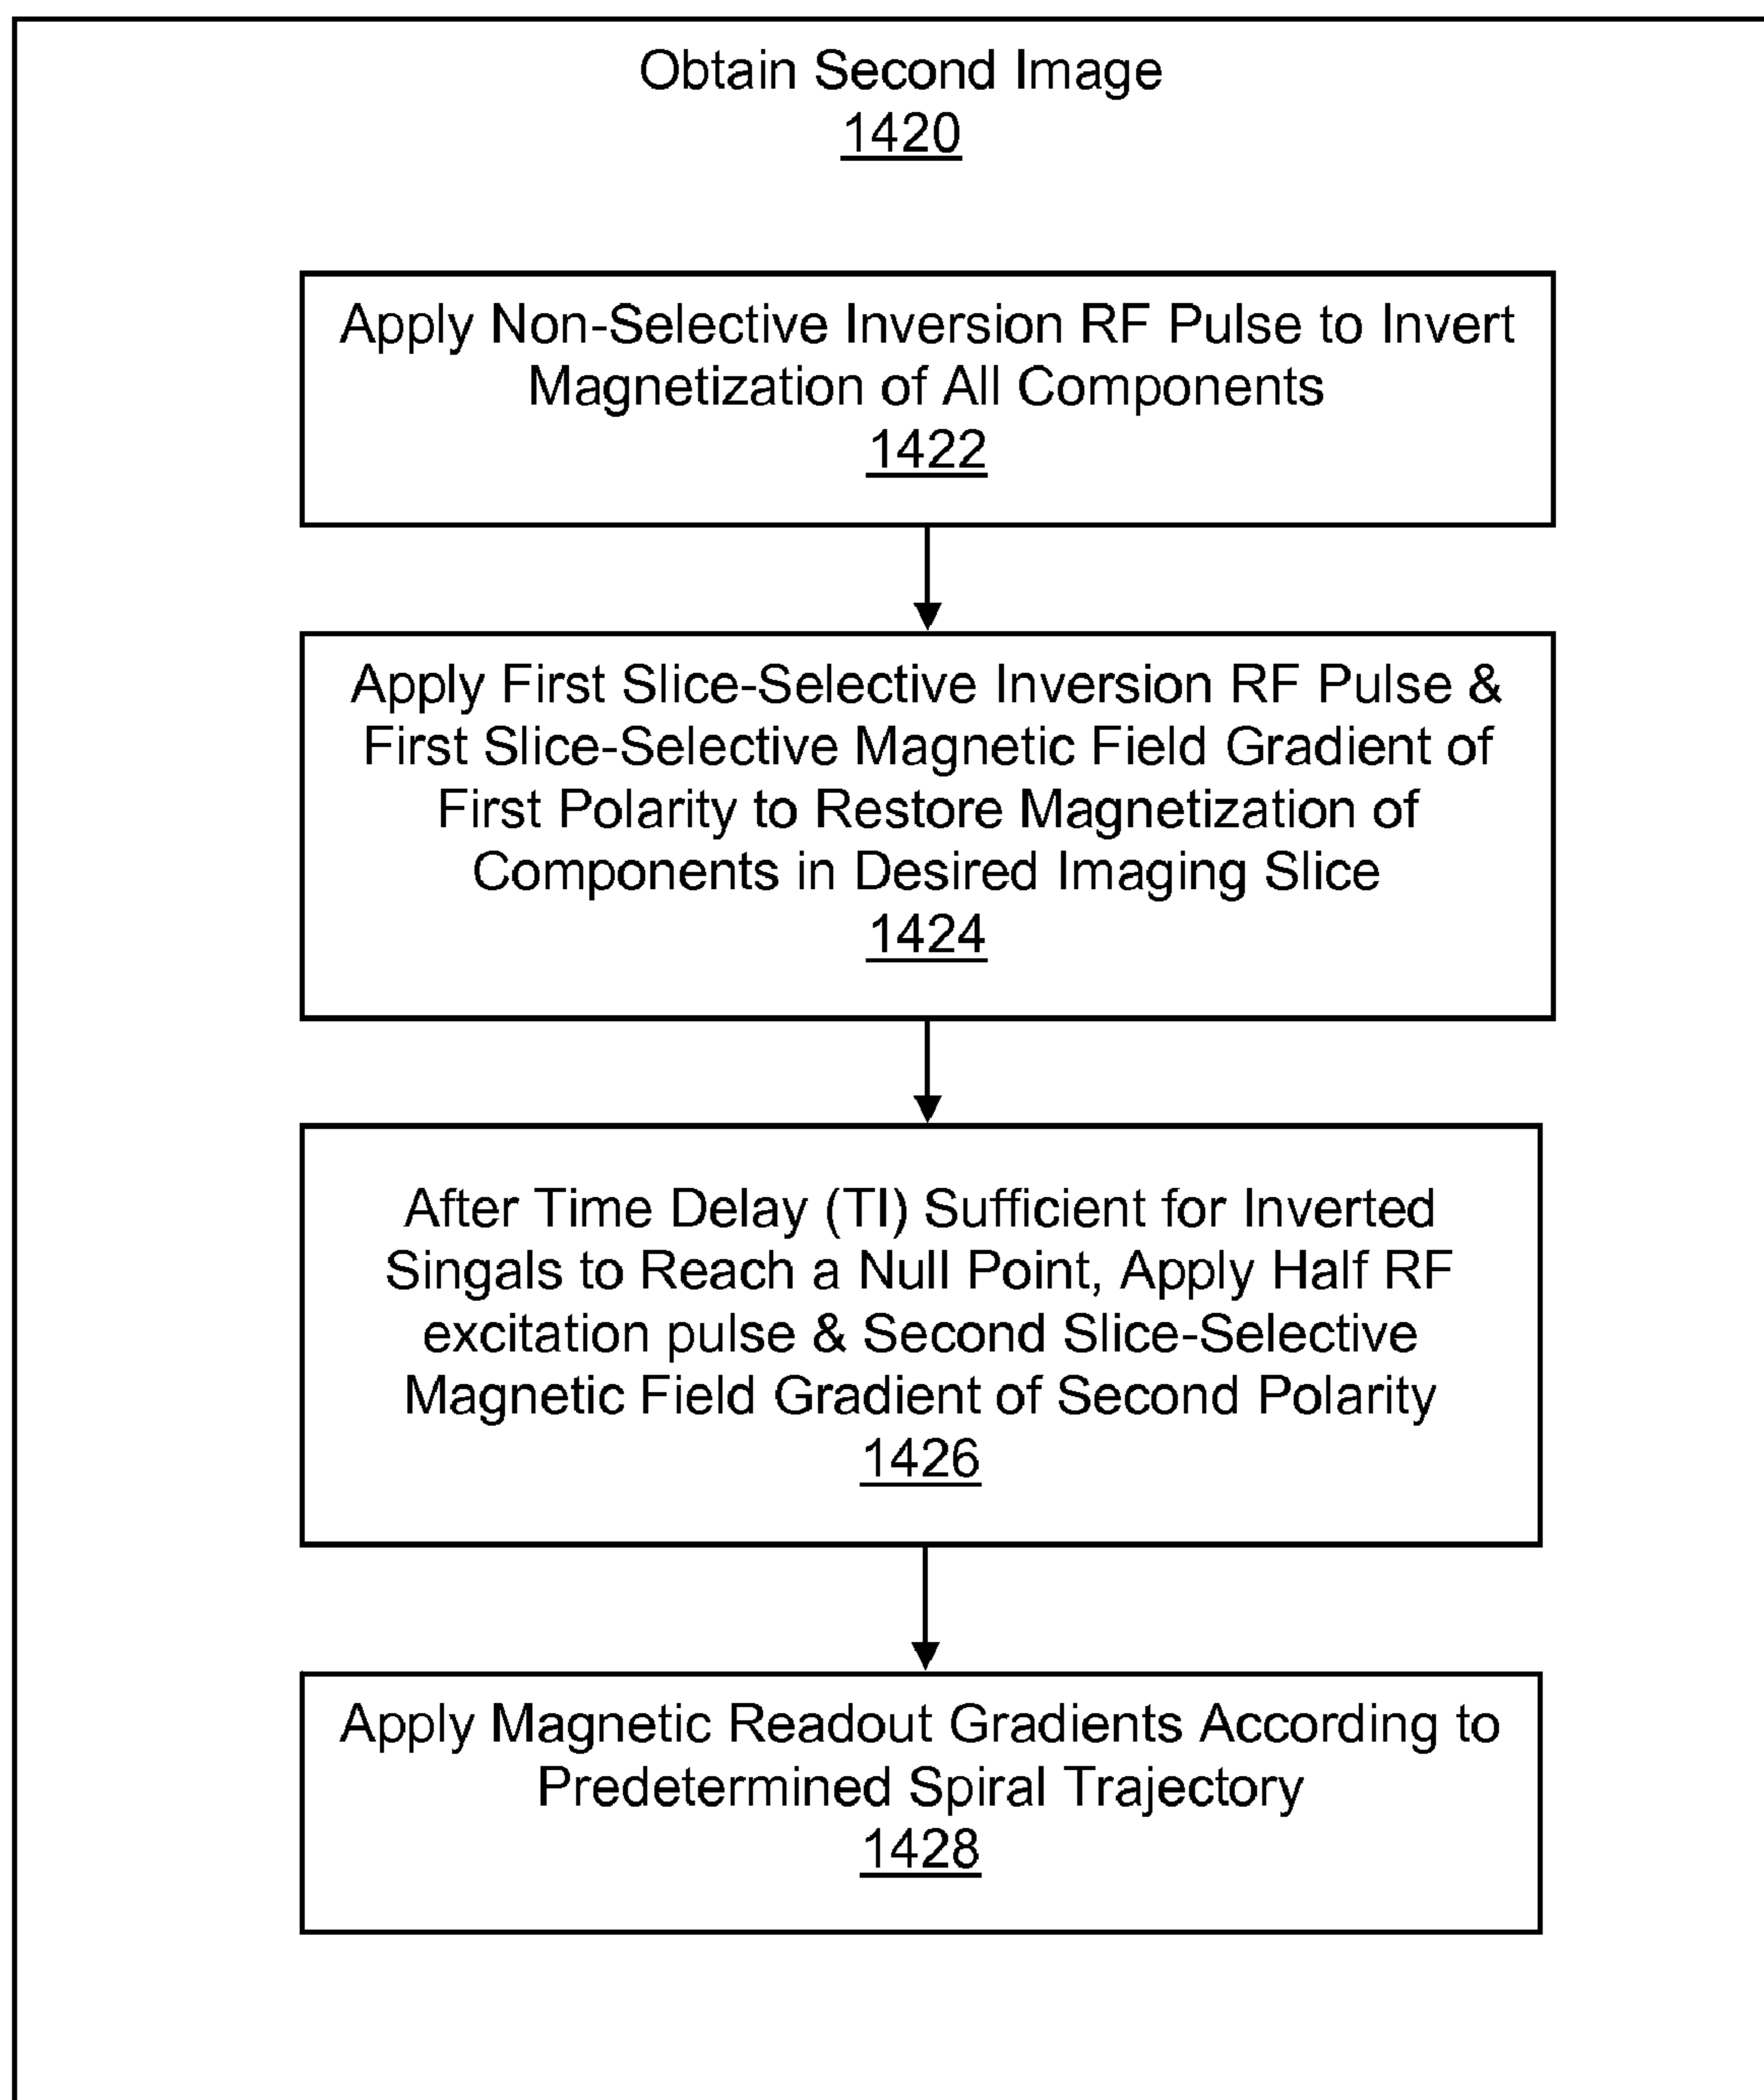 Obtain Second Image
1420
Apply Non-Selective Inversion RF Pulse to Invert
Magnetization of All Components
1422
Apply First Slice-Selective Inversion RF Pulse &
First Slice-Selective Magnetic Field Gradient of
First Polarity to Restore Magnetization of
Components in Desired Imaging Slice
1424
After Time Delay (TI) Sufficient for Inverted
Singals to Reach a Null Point, Apply Half RF
excitation pulse & Second Slice-Selective
Magnetic Field Gradient of Second Polarity
1426
Apply Magnetic Readout Gradients According to
Predetermined Spiral Trajectory
1428